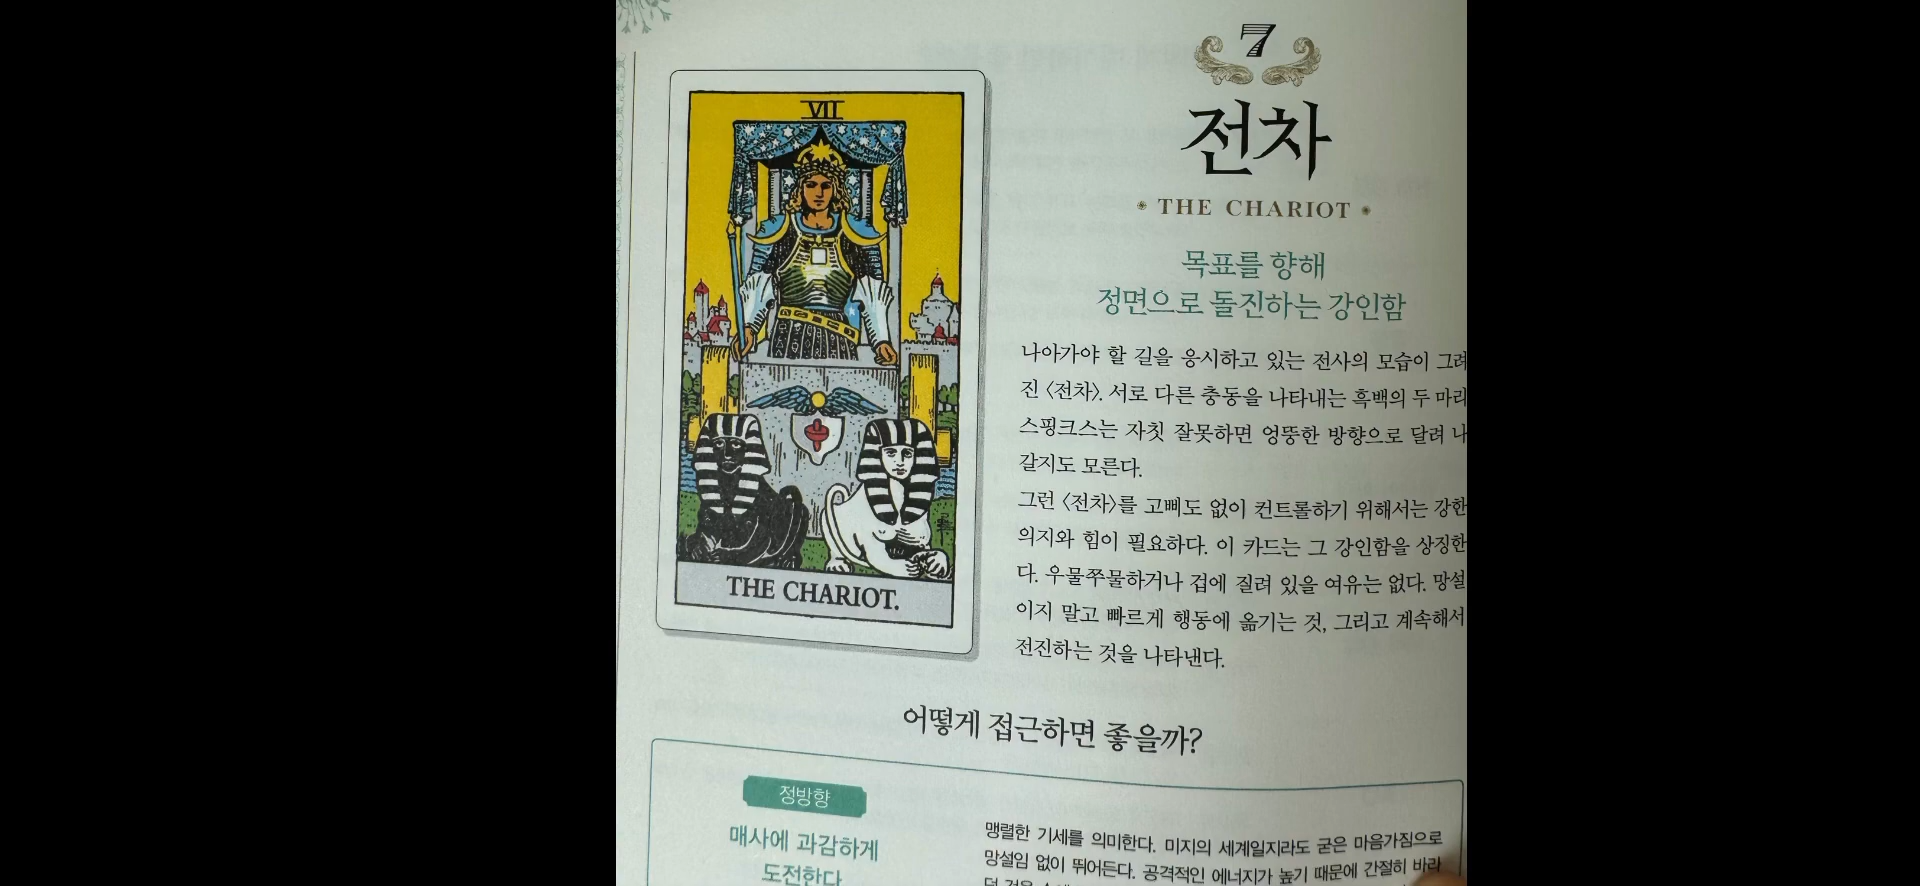 7
전차
THE CHARIOT
목표를 향해
정면으로 돌진하는 강인함
VII
THE CHARIOT.
나아가야 할 길을 응시하고 있는 전사의 모습이 그려
진 〈전차〉. 서로 다른 충동을 나타내는 흑백의 두 마리
스핑크스는 자칫 잘못하면 엉뚱한 방향으로 달려 나
갈지도 모른다.
그런 〈전차〉를 고삐도 없이 컨트롤하기 위해서는 강한
의지와 힘이 필요하다. 이 카드는 그 강인함을 상징한
다. 우물쭈물하거나 겁에 질려 있을 여유는 없다. 망설
이지 말고 빠르게 행동에 옮기는 것, 그리고 계속해서
전진하는 것을 나타낸다.
어떻게 접근하면 좋을까?
정방향
매사에 과감하게
도전한다
맹렬한 기세를 의미한다. 미지의 세계일지라도 굳은 마음가짐으로
망설임 없이 뛰어든다. 공격적인 에너지가 높기 때문에 간절히 바라